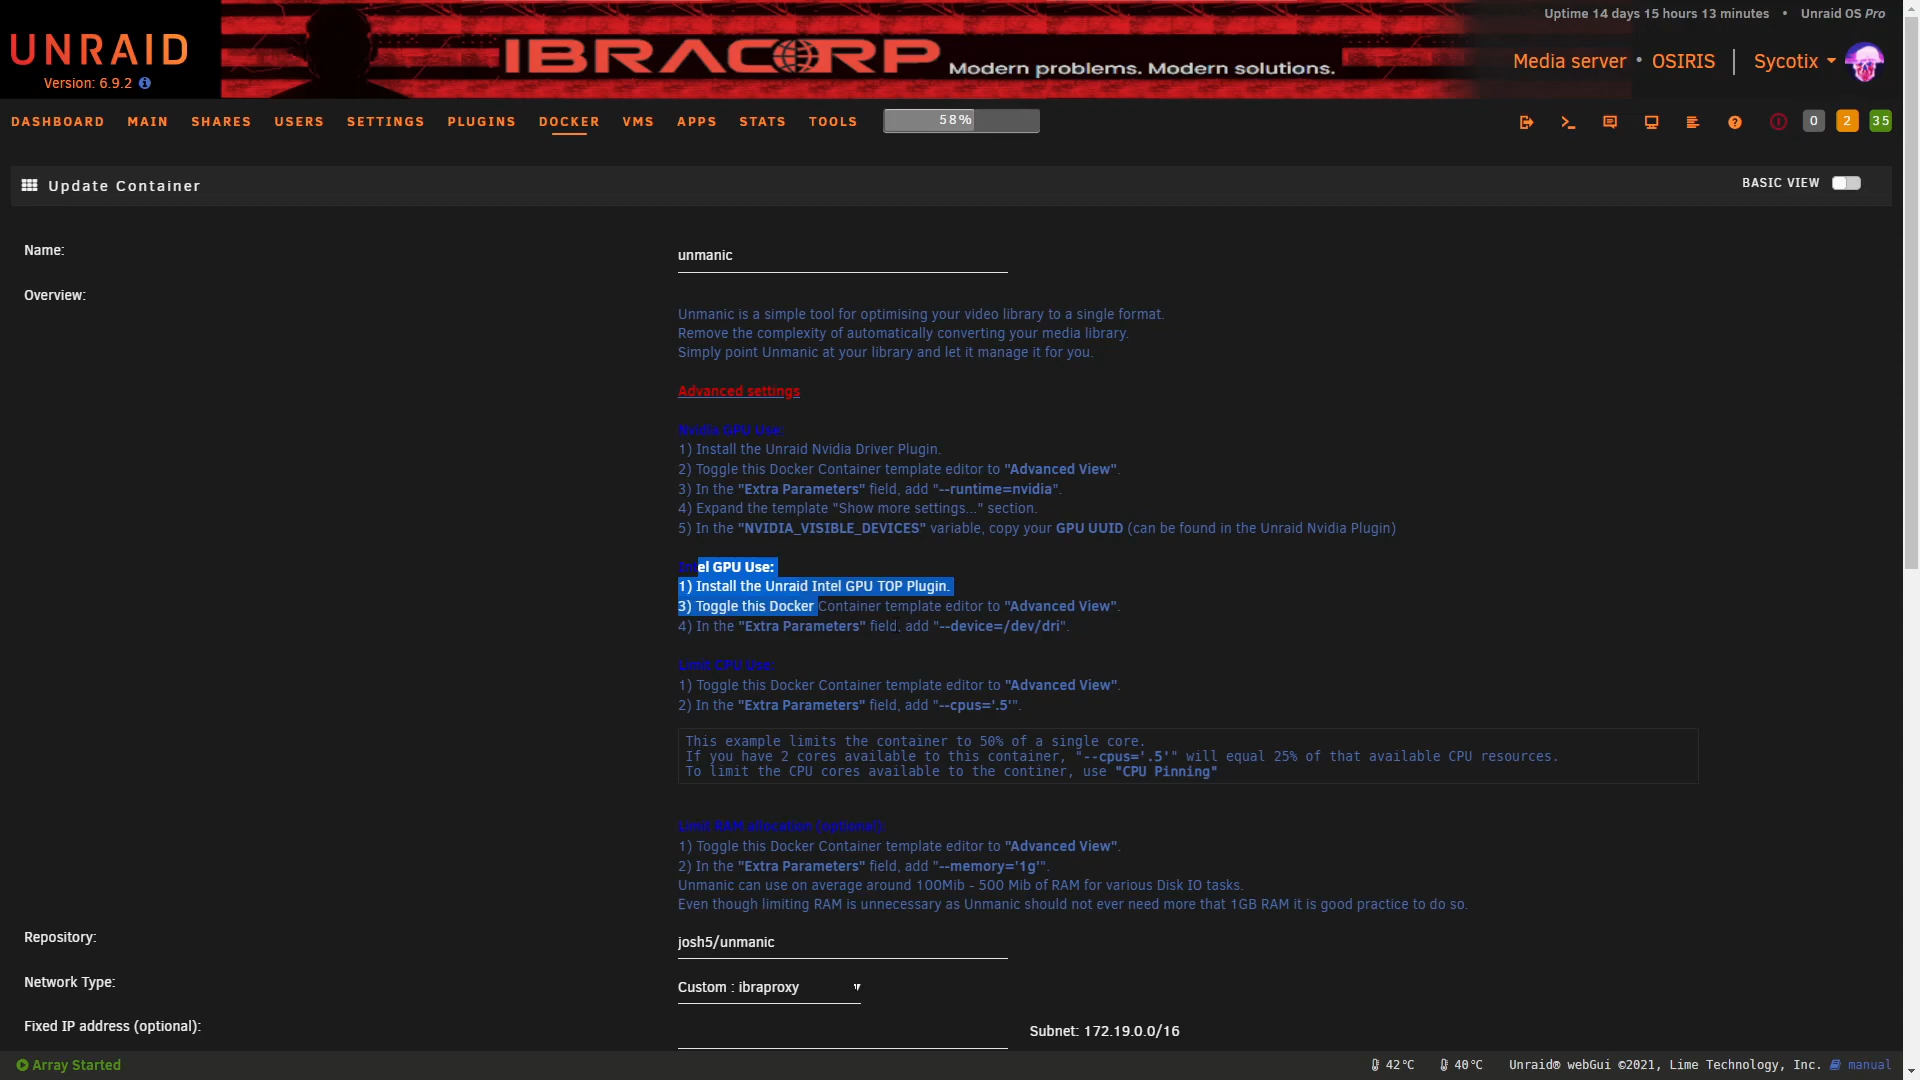 Uptime 14 days 15 hours 13 minutes • Unraid OS Pro
UNRAID
Version: 6.9.2
IBRACORP
Modern problems. Modern solutions.
Media server • OSIRIS | Sycotix
DASHBOARD MAIN SHARES USERS SETTINGS PLUGINS DOCKER VMS APPS STATS TOOLS 58% 0 2 35
Update Container
BASIC VIEW
Name:
unmanic
Overview:
Unmanic is a simple tool for optimising your video library to a single format.
Remove the complexity of automatically converting your media library.
Simply point Unmanic at your library and let it manage it for you.
Advanced settings
Nvidia GPU Use:
1) Install the Unraid Nvidia Driver Plugin.
2) Toggle this Docker Container template editor to "Advanced View".
3) In the "Extra Parameters" field, add "--runtime=nvidia".
4) Expand the template "Show more settings..." section.
5) In the "NVIDIA_VISIBLE_DEVICES" variable, copy your GPU UUID (can be found in the Unraid Nvidia Plugin)
Intel GPU Use:
1) Install the Unraid Intel GPU TOP Plugin.
3) Toggle this Docker Container template editor to "Advanced View".
4) In the "Extra Parameters" field, add "--device=/dev/dri".
Limit CPU Use:
1) Toggle this Docker Container template editor to "Advanced View".
2) In the "Extra Parameters" field, add "--cpus='.5'".
This example limits the container to 50% of a single core.
If you have 2 cores available to this container, "--cpus='.5'" will equal 25% of that available CPU resources.
To limit the CPU cores available to the continer, use "CPU Pinning"
Limit RAM allocation (optional):
1) Toggle this Docker Container template editor to "Advanced View".
2) In the "Extra Parameters" field, add "--memory='1g'".
Unmanic can use on average around 100Mib - 500 Mib of RAM for various Disk IO tasks.
Even though limiting RAM is unnecessary as Unmanic should not ever need more that 1GB RAM it is good practice to do so.
Repository:
josh5/unmanic
Network Type:
Custom : ibraproxy
Fixed IP address (optional):
Subnet: 172.19.0.0/16
Array Started
42°C 40°C Unraid® webGui ©2021, Lime Technology, Inc. manual